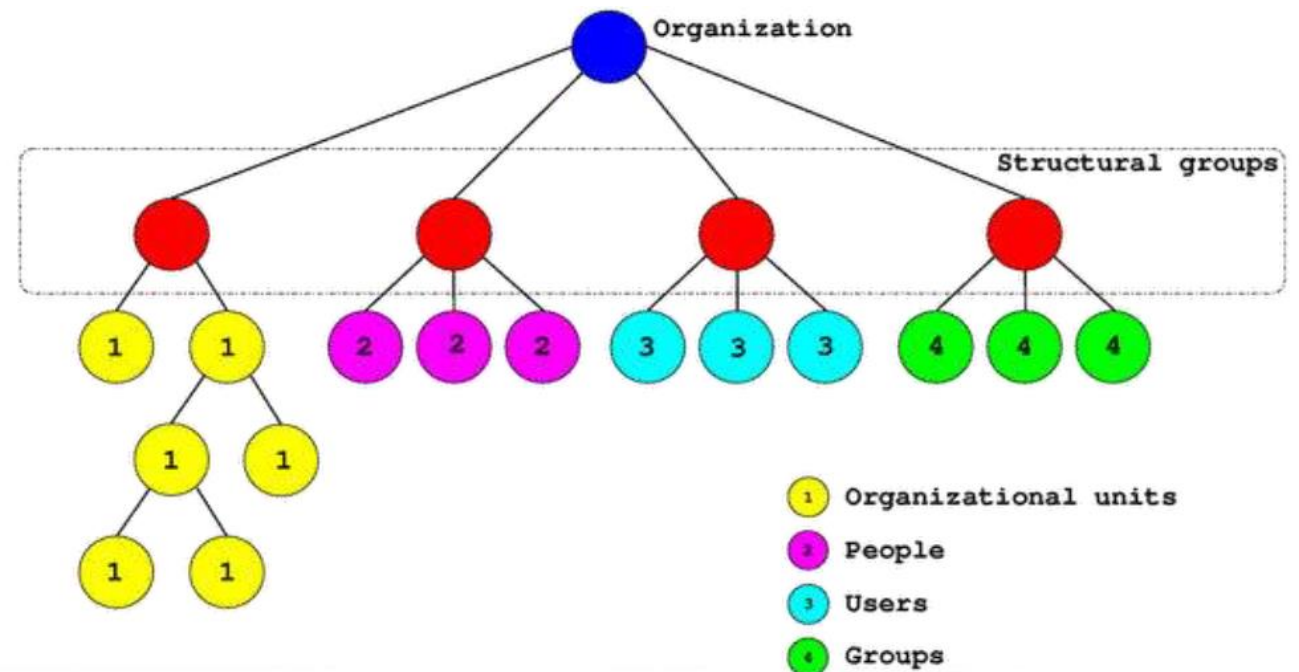 Organization
Structural groups
1 1 2 2 2 3 3 3 4 4 4
1 1
1 1
1 Organizational units
2 People
3 Users
4 Groups